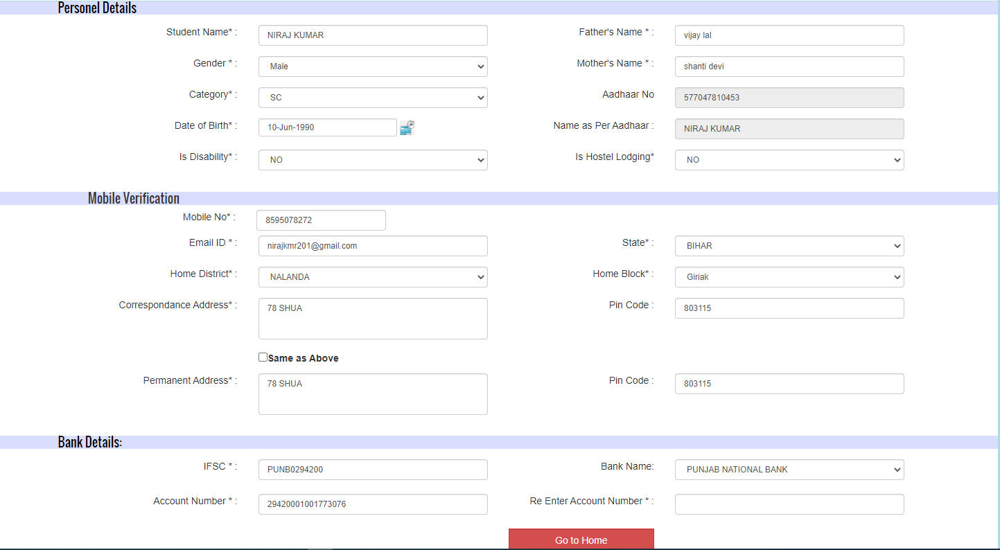 Personel Details
Student Name* : NIRAJ KUMAR Father's Name * : vijay lal
Gender * : Male Mother's Name * : shanti devi
Category* : SC Aadhaar No 577047810453
Date of Birth* : 10-Jun-1990 Name as Per Aadhaar : NIRAJ KUMAR
Is Disability* : NO Is Hostel Lodging* NO
Mobile Verification
Mobile No* : 8595078272
Email ID * : nirajkmr201@gmail.com State* : BIHAR
Home District* : NALANDA Home Block* : Giriak
Correspondance Address* : 78 SHUA Pin Code : 803115
Same as Above
Permanent Address* : 78 SHUA Pin Code : 803115
Bank Details:
IFSC * : PUNB0294200 Bank Name: PUNJAB NATIONAL BANK
Account Number * : 29420001001773076 Re Enter Account Number * :
Go to Home